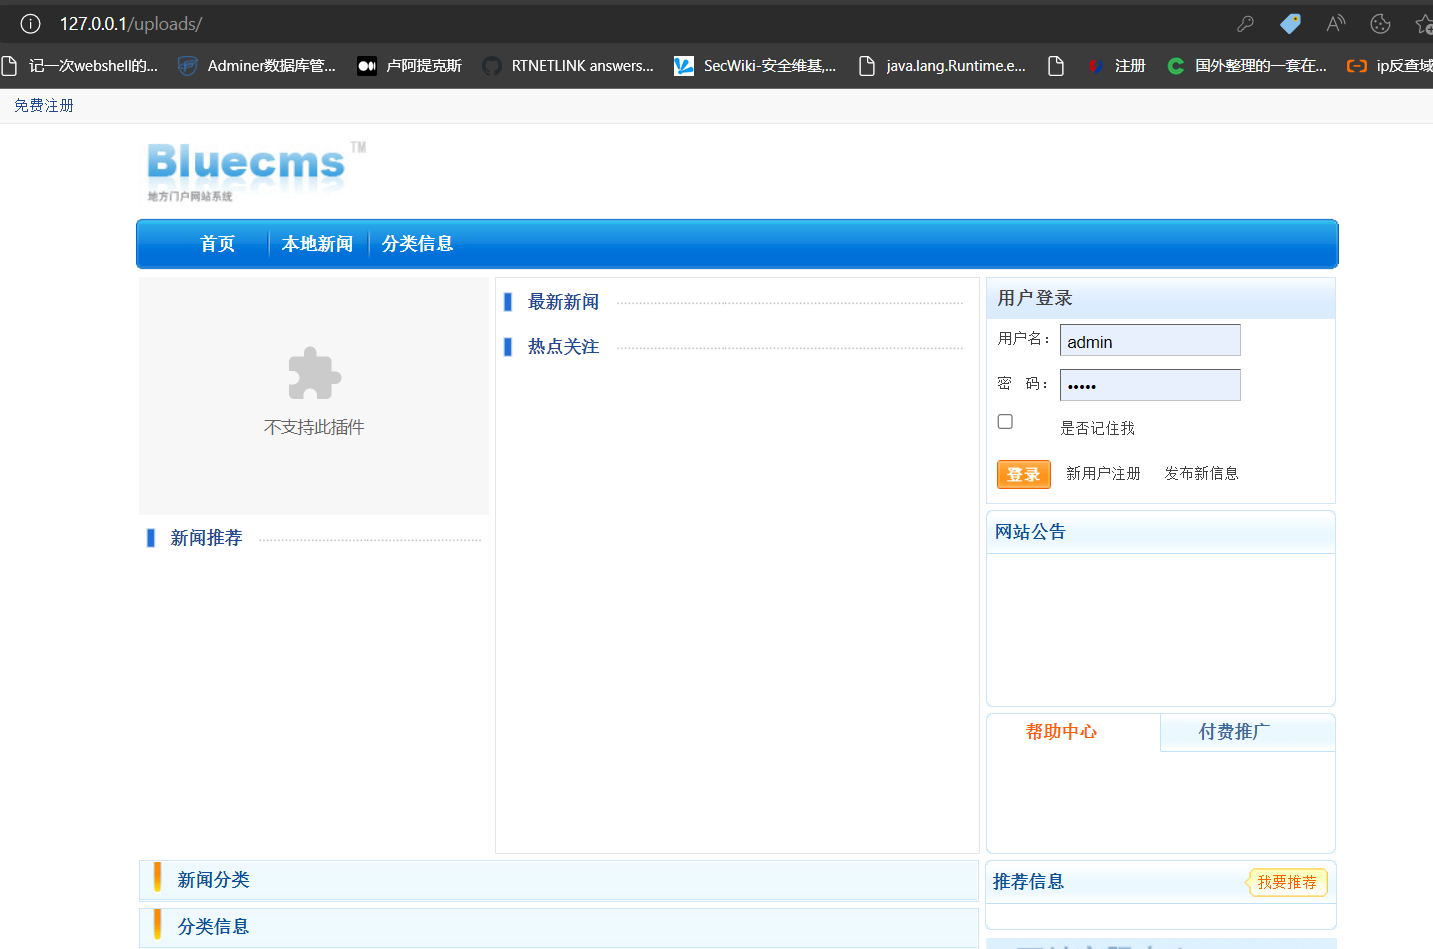 127.0.0.1/uploads/
记一次webshell的... Adminer数据库管... 卢阿提克斯 RTNETLINK answers... SecWiki-安全维基,... java.lang.Runtime.e... 注册 国外整理的一套在... ip反查域
免费注册
Bluecms TM
地方门户网站系统
首页 本地新闻 分类信息
不支持此插件
新闻推荐
最新新闻
热点关注
用户登录
用户名： admin
密 码： •••••
是否记住我
登录 新用户注册 发布新信息
网站公告
帮助中心 付费推广
新闻分类
分类信息
推荐信息 我要推荐